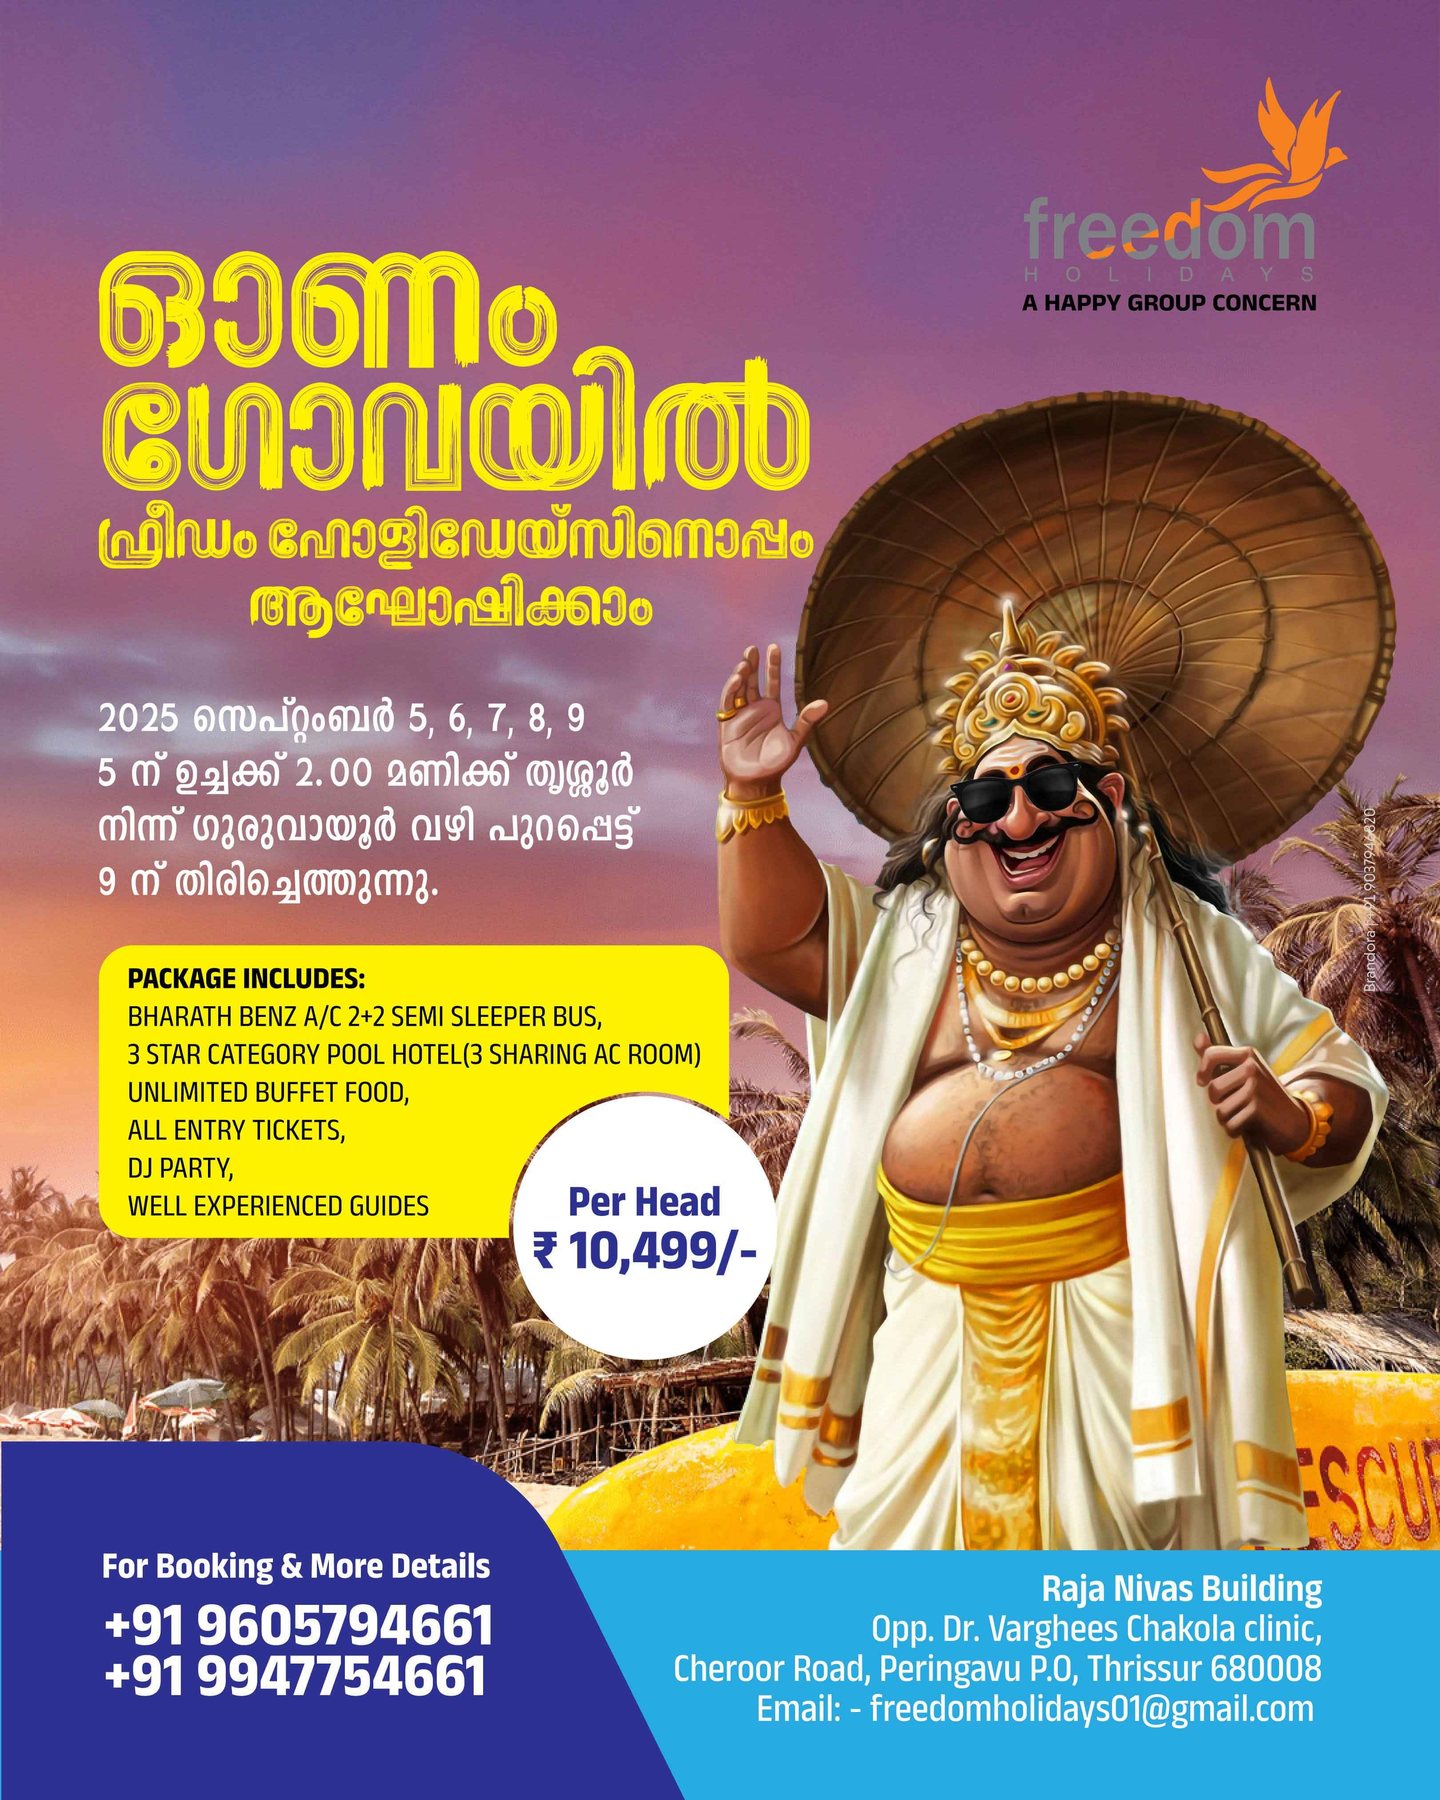 freedom
HOLIDAYS
A HAPPY GROUP CONCERN
ഓണം
ഗോവയിൽ
ഫ്രീഡം ഹോളിഡേയ്സിനൊപ്പം
ആഘോഷിക്കാം
2025 സെപ്റ്റംബർ 5, 6, 7, 8, 9
5 ന് ഉച്ചക്ക് 2.00 മണിക്ക് തൃശ്ശൂർ
നിന്ന് ഗുരുവായൂർ വഴി പുറപ്പെട്ട്
9 ന് തിരിച്ചെത്തുന്നു.
PACKAGE INCLUDES:
BHARATH BENZ A/C 2+2 SEMI SLEEPER BUS,
3 STAR CATEGORY POOL HOTEL(3 SHARING AC ROOM)
UNLIMITED BUFFET FOOD,
ALL ENTRY TICKETS,
DJ PARTY,
WELL EXPERIENCED GUIDES
Per Head
₹ 10,499/-
ESCUE
For Booking & More Details
+91 9605794661
+91 9947754661
Raja Nivas Building
Opp. Dr. Varghees Chakola clinic,
Cheroor Road, Peringavu P.O, Thrissur 680008
Email: - freedomholidays01@gmail.com